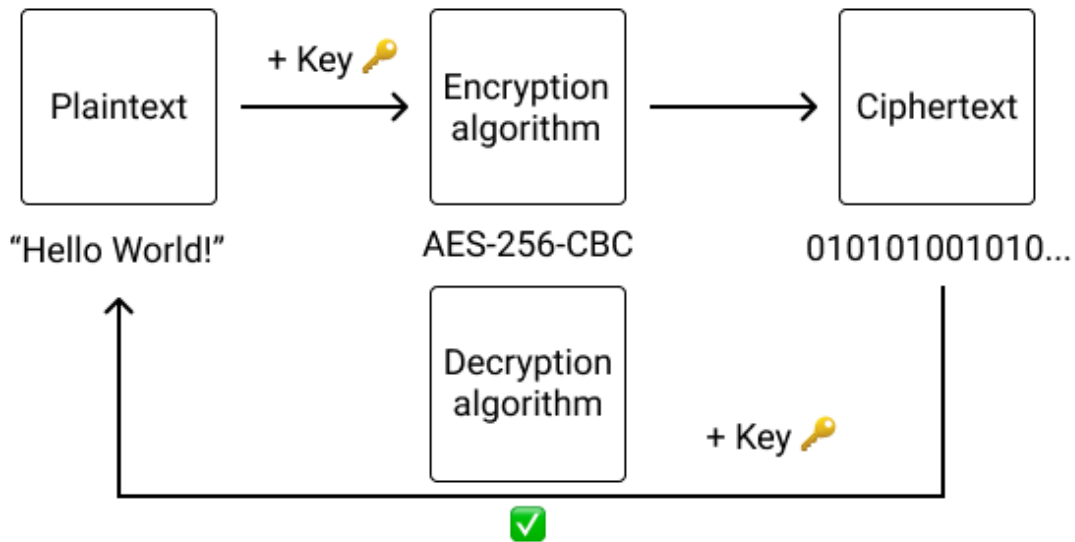 + Key 🔑
Plaintext
Encryption
algorithm
Ciphertext
“Hello World!”
AES-256-CBC
010101001010...
Decryption
algorithm
+ Key 🔑